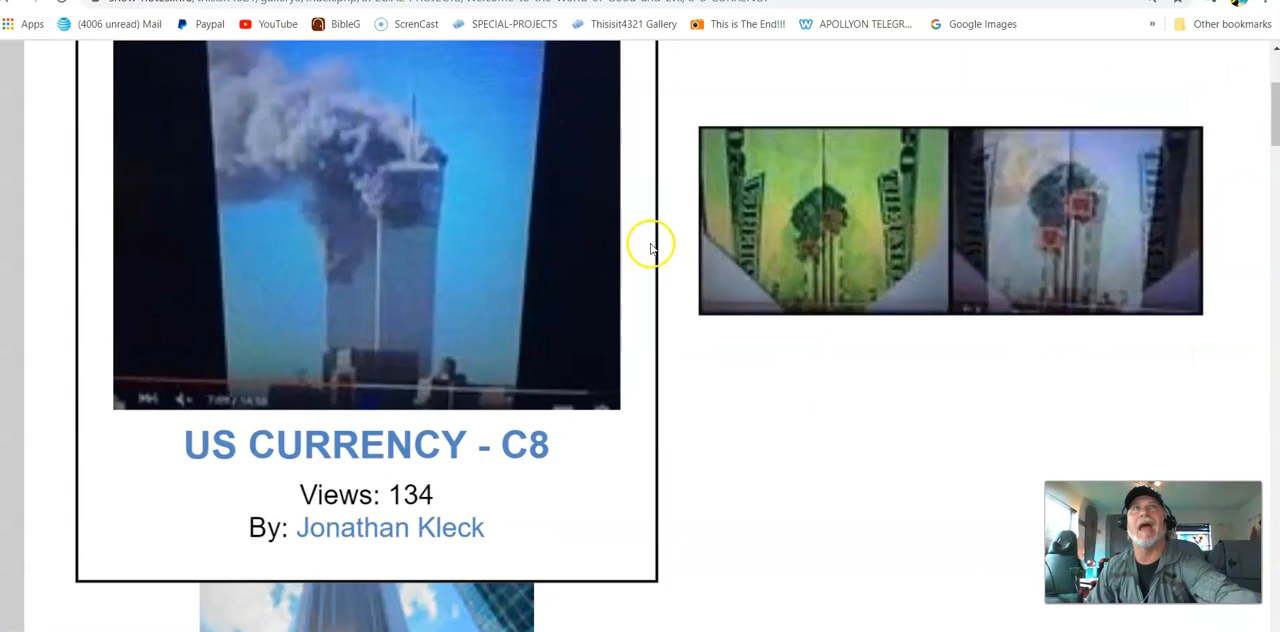 Apps (4006 unread) Mail Paypal YouTube BibleG ScrenCast SPECIAL-PROJECTS Thisisit4321 Gallery This is The End!!! APOLLYON TELEGR... Google Images » Other bookmarks
US CURRENCY - C8
Views: 134
By: Jonathan Kleck